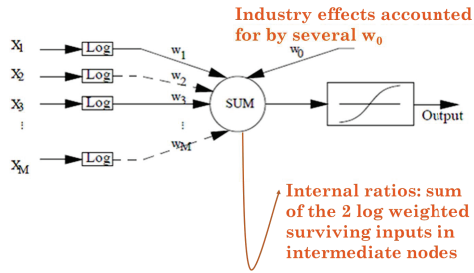 Industry effects accounted
for by several w0
X1 Log w1 w0
X2 Log w2
X3 Log w3 SUM
⋮ ⋮
Output
XM Log wM
Internal ratios: sum
of the 2 log weighted
surviving inputs in
intermediate nodes